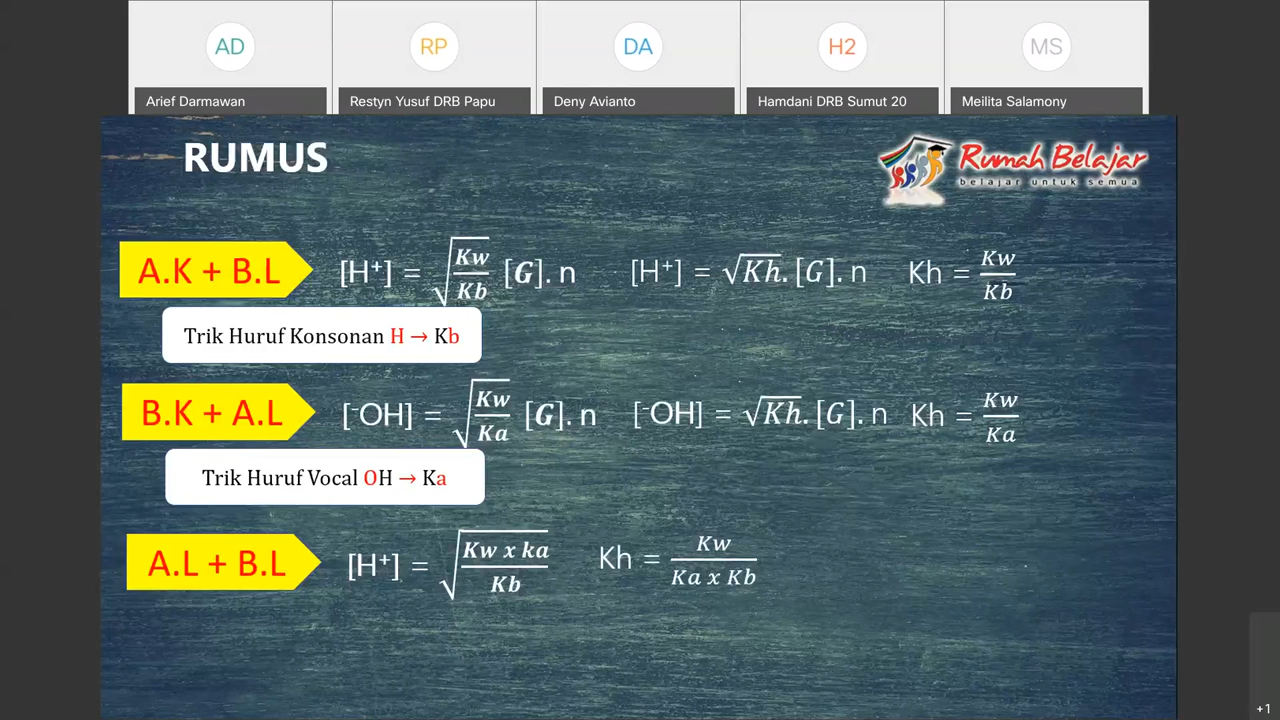 AD
RP
DA
H2
MS
Arief Darmawan
Restyn Yusuf DRB Papu
Deny Avianto
Hamdani DRB Sumut 20
Meilita Salamony
RUMUS
Rumah Belajar
belajar untuk semua
A.K + B.L [H⁺] = √(Kw/Kb) [G]. n [H⁺] = √Kh. [G]. n Kh = Kw/Kb
Trik Huruf Konsonan H → Kb
B.K + A.L [⁻OH] = √(Kw/Ka) [G]. n [⁻OH] = √Kh. [G]. n Kh = Kw/Ka
Trik Huruf Vocal OH → Ka
A.L + B.L [H⁺] = √(Kw x ka/Kb) Kh = Kw/(Ka x Kb)
+1